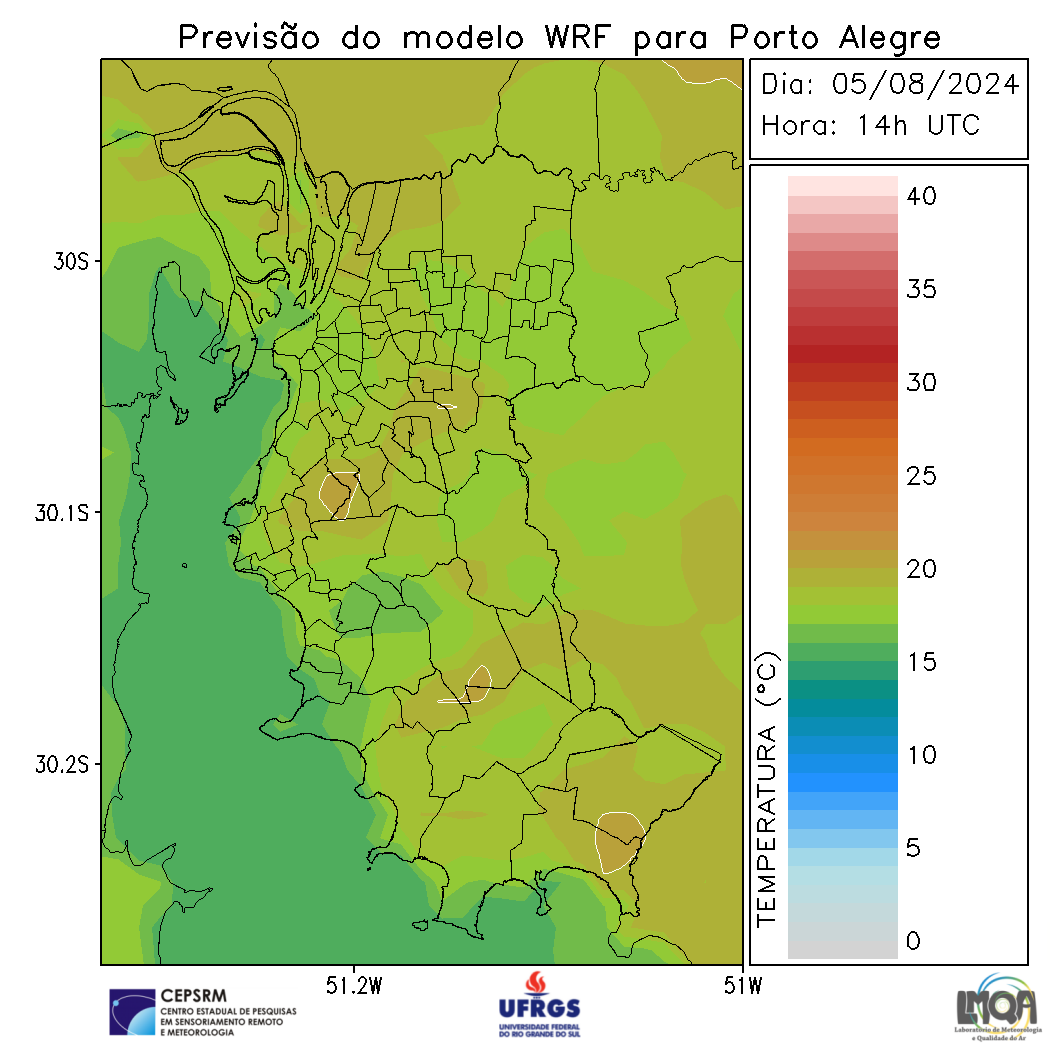 Previsão do modelo WRF para Porto Alegre
Dia: 05/08/2024
Hora: 14h UTC
40
35
30
25
20
15
10
5
0
TEMPERATURA (°C)
30S
30.1S
30.2S
51.2W
51W
CEPSRM
CENTRO ESTADUAL DE PESQUISAS
EM SENSORIAMENTO REMOTO
E METEOROLOGIA
UFRGS
UNIVERSIDADE FEDERAL
DO RIO GRANDE DO SUL
LMQA
Laboratório de Meteorologia
e Qualidade do Ar